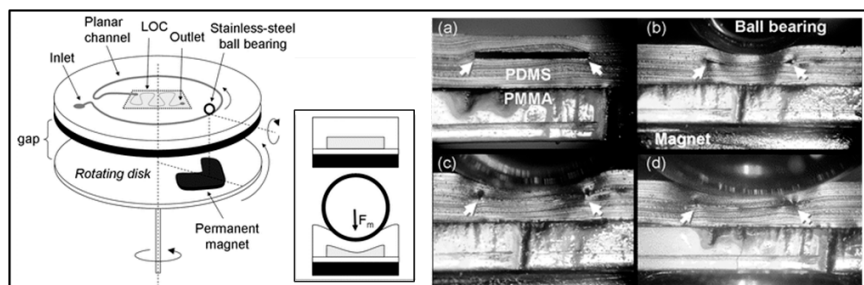 Planar
channel
LOC
Outlet
Stainless-steel
ball bearing
Inlet
gap
Rotating disk
Permanent
magnet
Fm
(a)
PDMS
PMMA
(b)
Ball bearing
Magnet
(c)
(d)